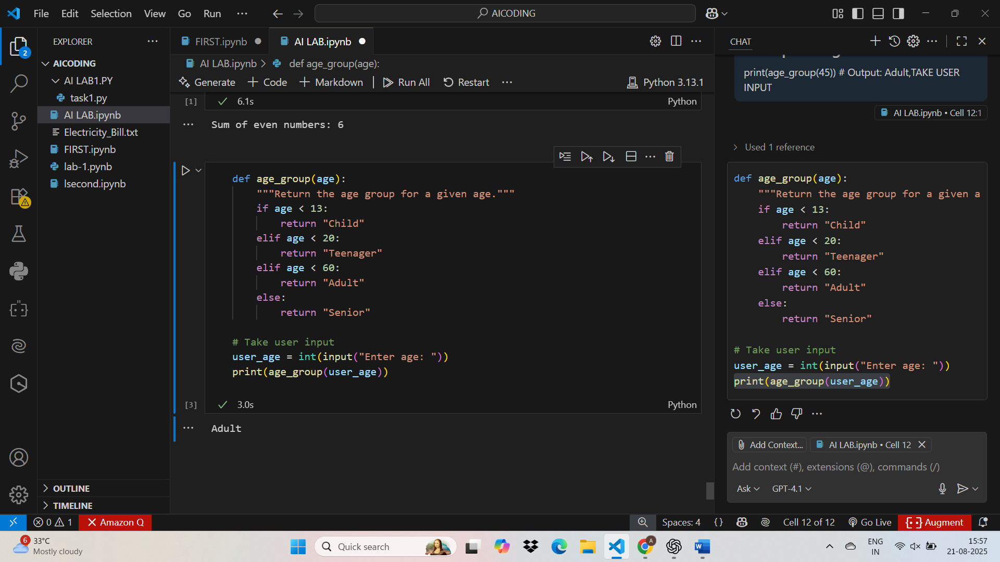 File Edit Selection View Go Run ... AICODING
EXPLORER
2
AICODING
AI LAB1.PY
task1.py
AI LAB.ipynb
Electricity_Bill.txt
FIRST.ipynb
lab-1.pynb
lsecond.ipynb
OUTLINE
TIMELINE
FIRST.ipynb AI LAB.ipynb
AI LAB.ipynb > def age_group(age):
Generate + Code + Markdown | Run All Restart ... Python 3.13.1
[1] 6.1s Python
Sum of even numbers: 6
def age_group(age):
"""Return the age group for a given age."""
if age < 13:
return "Child"
elif age < 20:
return "Teenager"
elif age < 60:
return "Adult"
else:
return "Senior"
# Take user input
user_age = int(input("Enter age: "))
print(age_group(user_age))
[3] 3.0s Python
Adult
CHAT
print(age_group(45)) # Output: Adult,TAKE USER
INPUT
AI LAB.ipynb • Cell 12:1
Used 1 reference
def age_group(age):
"""Return the age group for a given a
if age < 13:
return "Child"
elif age < 20:
return "Teenager"
elif age < 60:
return "Adult"
else:
return "Senior"
# Take user input
user_age = int(input("Enter age: "))
print(age_group(user_age))
Add Context... AI LAB.ipynb • Cell 12
Add context (#), extensions (@), commands (/)
Ask GPT-4.1
0 1 Amazon Q Spaces: 4 {} Cell 12 of 12 Go Live Augment
6 33°C
Mostly cloudy
Quick search
A
W
ENG
IN
15:57
21-08-2025